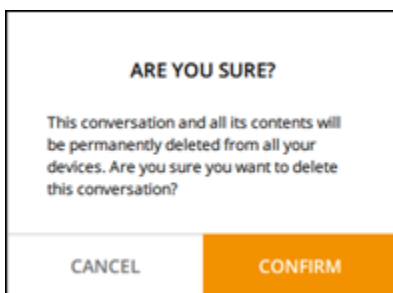 ARE YOU SURE?
This conversation and all its contents will
be permanently deleted from all your
devices. Are you sure you want to delete
this conversation?
CANCEL
CONFIRM